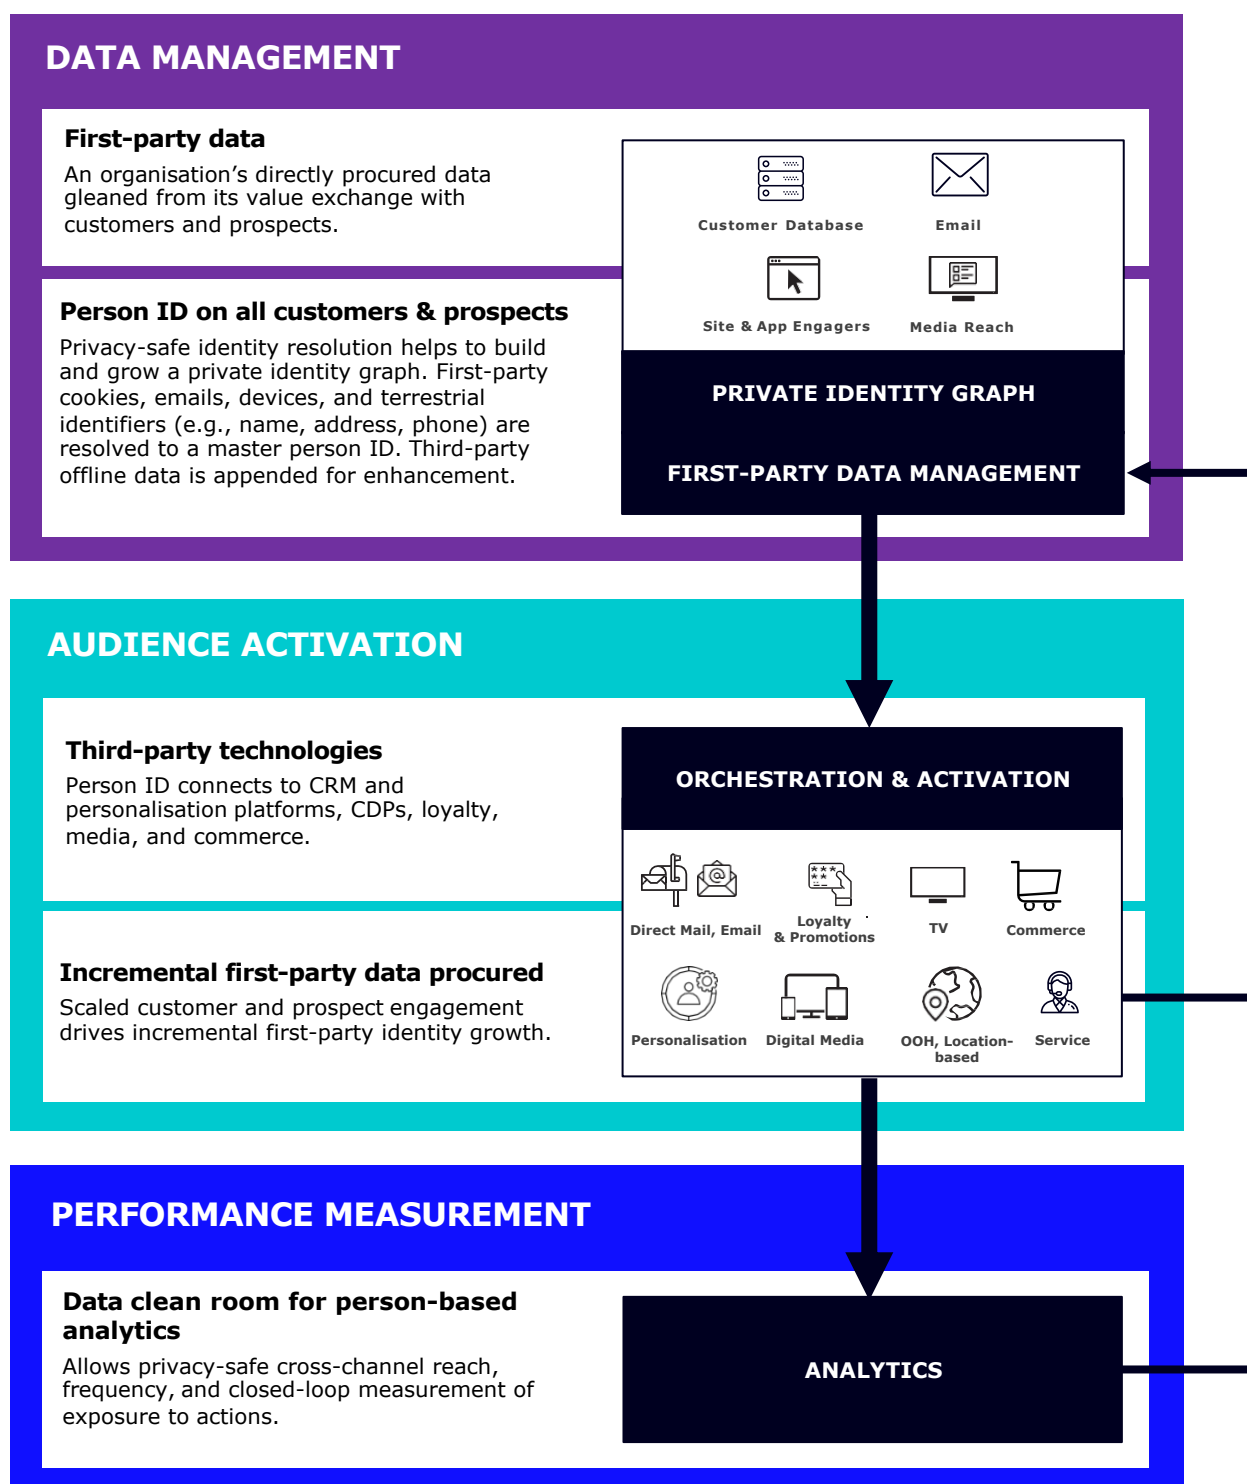 DATA MANAGEMENT
First-party data
An organisation’s directly procured data
gleaned from its value exchange with
customers and prospects.
Customer Database
Email
Site & App Engagers
Media Reach
Person ID on all customers & prospects
Privacy-safe identity resolution helps to build
and grow a private identity graph. First-party
cookies, emails, devices, and terrestrial
identifiers (e.g., name, address, phone) are
resolved to a master person ID. Third-party
offline data is appended for enhancement.
PRIVATE IDENTITY GRAPH
FIRST-PARTY DATA MANAGEMENT
AUDIENCE ACTIVATION
Third-party technologies
Person ID connects to CRM and
personalisation platforms, CDPs, loyalty,
media, and commerce.
ORCHESTRATION & ACTIVATION
Direct Mail, Email
Loyalty
& Promotions
TV
Commerce
Personalisation
Digital Media
OOH, Location-
based
Service
Incremental first-party data procured
Scaled customer and prospect engagement
drives incremental first-party identity growth.
PERFORMANCE MEASUREMENT
Data clean room for person-based
analytics
Allows privacy-safe cross-channel reach,
frequency, and closed-loop measurement of
exposure to actions.
ANALYTICS